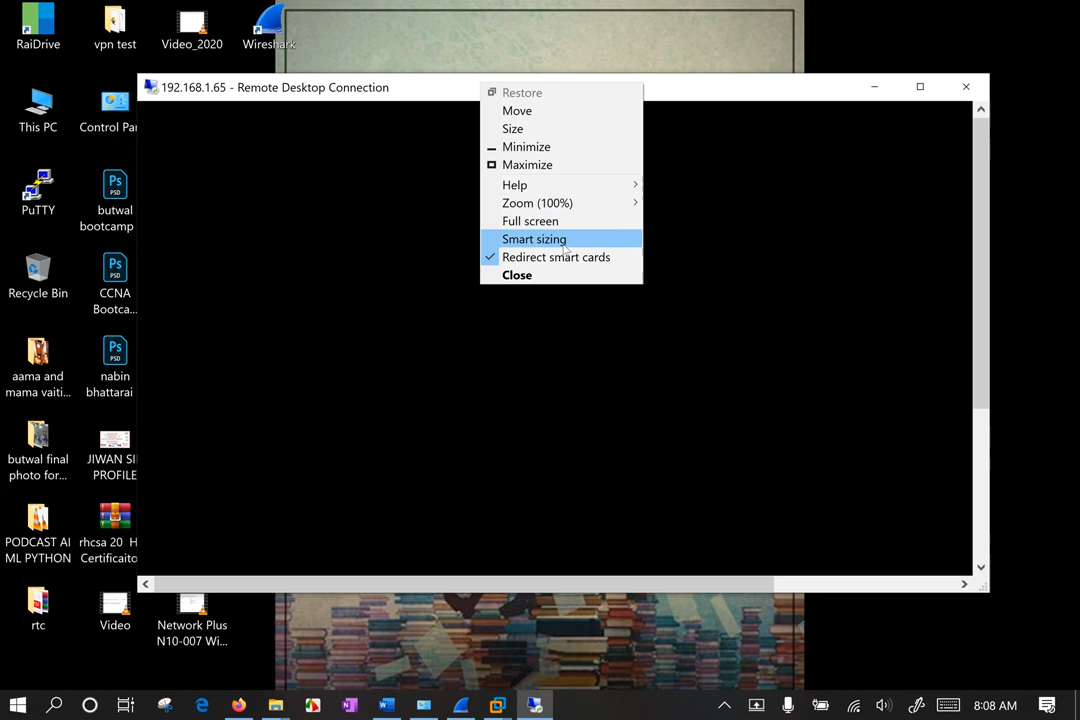 RaiDrive
vpn test
Video_2020
Wireshark
192.168.1.65 - Remote Desktop Connection
Restore
Move
Size
Minimize
Maximize
Help
Zoom (100%)
Full screen
Smart sizing
Redirect smart cards
Close
This PC
Control Par
PuTTY
butwal
bootcamp
Recycle Bin
CCNA
Bootca...
aama and
mama vaiti...
nabin
bhattarai
butwal final
photo for...
JIWAN SI
PROFILE
PODCAST AI
ML PYTHON
rhcsa 20 H
Certificaito
rtc
Video
Network Plus
N10-007 Wi...
8:08 AM